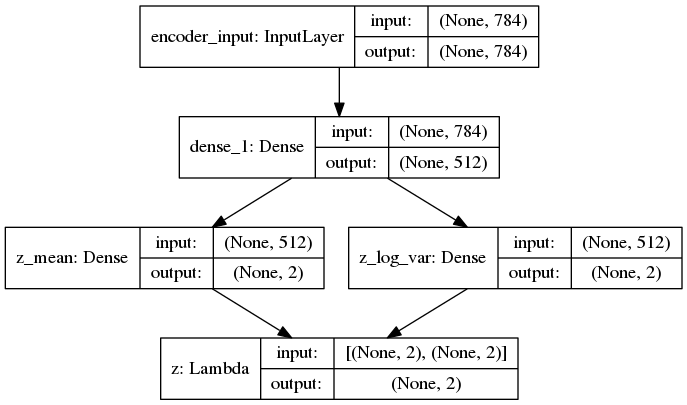 encoder_input: InputLayer
input: (None, 784)
output: (None, 784)
dense_1: Dense
input: (None, 784)
output: (None, 512)
z_mean: Dense
input: (None, 512)
output: (None, 2)
z_log_var: Dense
input: (None, 512)
output: (None, 2)
z: Lambda
input: [(None, 2), (None, 2)]
output: (None, 2)